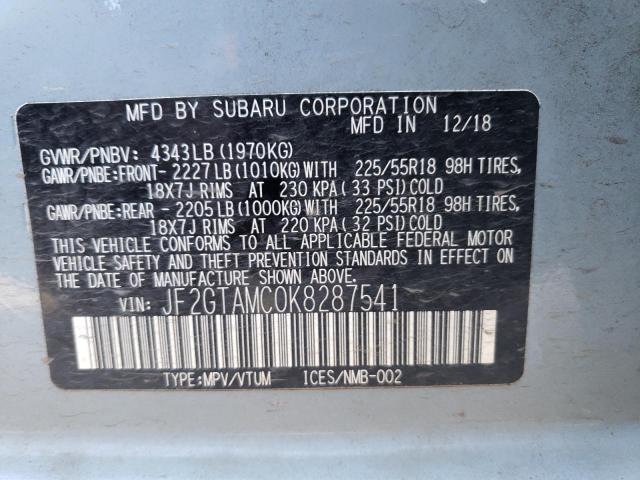 MFD BY SUBARU CORPORATION
MFD IN 12/18
GVWR/PNBV: 4343LB(1970KG)
GAWR/PNBE:FRONT-2227LB(1010KG)WITH 225/55R18 98H TIRES,
18X7J RIMS AT 230 KPA(33 PSI)COLD
GAWR/PNBE:REAR -2205LB(1000KG)WITH 225/55R18 98H TIRES,
18X7J RIMS AT 220 KPA(32 PSI)COLD
THIS VEHICLE CONFORMS TO ALL APPLICABLE FEDERAL MOTOR
VEHICLE SAFETY AND THEFT PREVENTION STANDARDS IN EFFECT
ON THE DATE OF MANUFACTURE SHOWN ABOVE.
VIN: JF2GTAMC0K8287541
TYPE:MPV/VTUM ICES/NMB-002